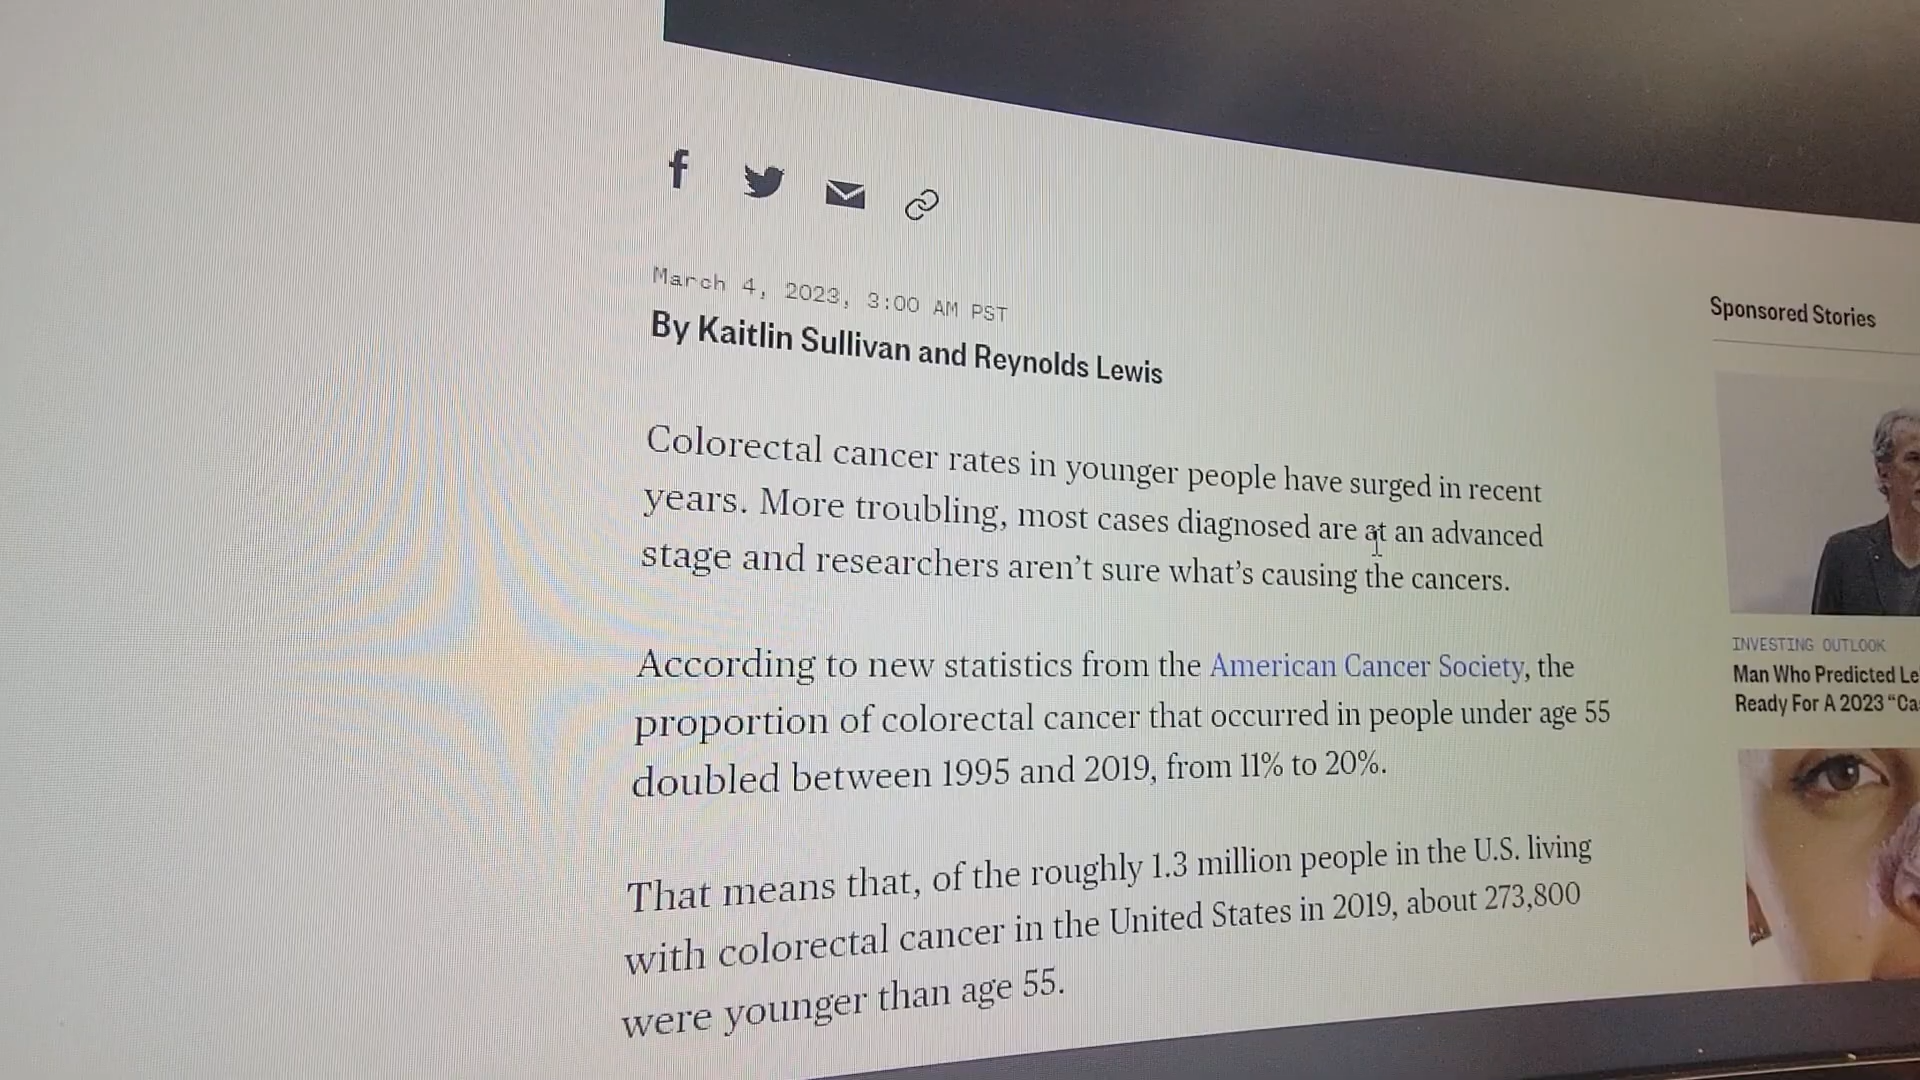 March 4, 2023, 3:00 AM PST
By Kaitlin Sullivan and Reynolds Lewis
Colorectal cancer rates in younger people have surged in recent
years. More troubling, most cases diagnosed are at an advanced
stage and researchers aren't sure what's causing the cancers.
According to new statistics from the American Cancer Society, the
proportion of colorectal cancer that occurred in people under age 55
doubled between 1995 and 2019, from 11% to 20%.
That means that, of the roughly 1.3 million people in the U.S. living
with colorectal cancer in the United States in 2019, about 273,800
were younger than age 55.
Sponsored Stories
INVESTING OUTLOOK
Man Who Predicted Le
Ready For A 2023 “Ca